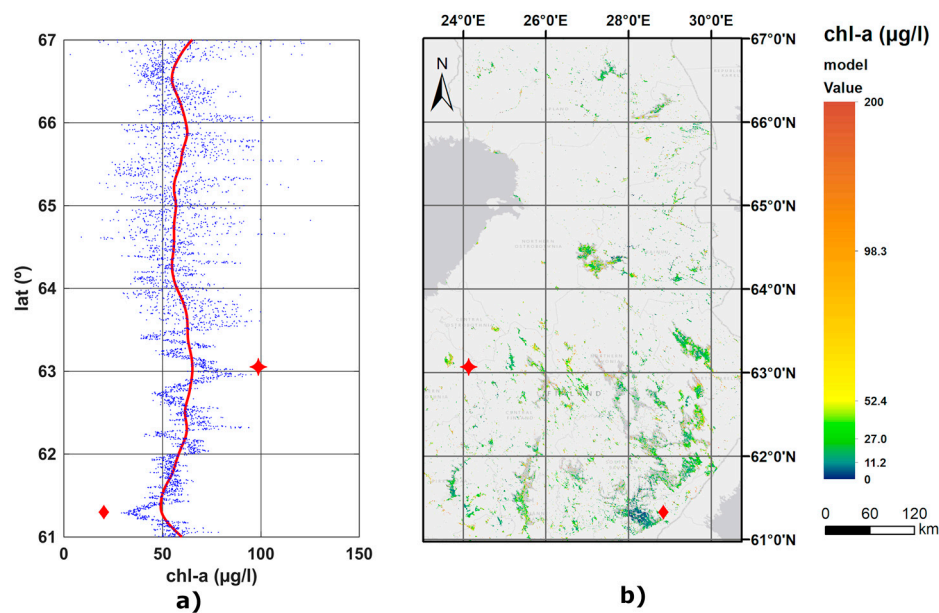 67
66
65
64
63
62
61
lat (º)
0 50 100 150
chl-a (µg/l)
a)
24°0'E 26°0'E 28°0'E 30°0'E
N
67°0'N
66°0'N
65°0'N
64°0'N
63°0'N
62°0'N
61°0'N
FINLAND
b)
chl-a (µg/l)
model
Value
200
98.3
52.4
27.0
11.2
0
0 60 120
km